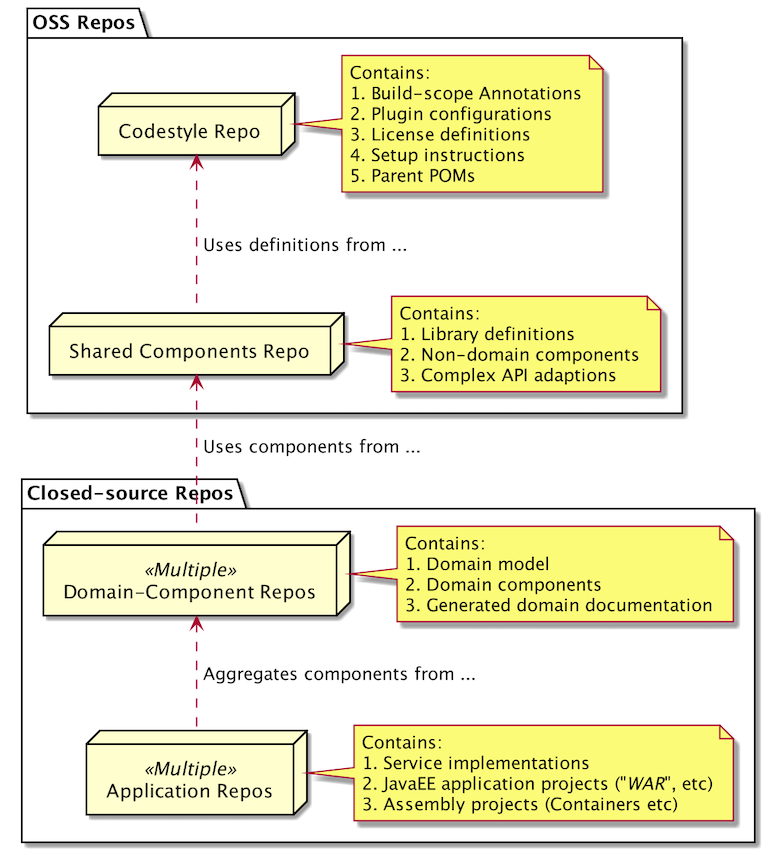 OSS Repos
Contains:
1. Build-scope Annotations
2. Plugin configurations
3. License definitions
4. Setup instructions
5. Parent POMs
Codestyle Repo
Uses definitions from ...
Contains:
1. Library definitions
2. Non-domain components
3. Complex API adaptions
Shared Components Repo
Uses components from ...
Closed-source Repos
«Multiple»
Domain-Component Repos
Contains:
1. Domain model
2. Domain components
3. Generated domain documentation
Aggregates components from ...
«Multiple»
Application Repos
Contains:
1. Service implementations
2. JavaEE application projects ("WAR", etc)
3. Assembly projects (Containers etc)